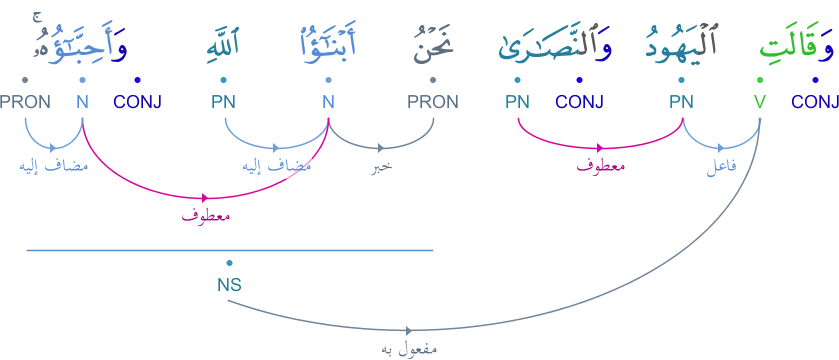 وَقَالَتِ ٱلْيَهُودُ وَٱلنَّصَٰرَىٰ نَحْنُ أَبْنَٰٓؤُا۟ ٱللَّهِ وَأَحِبَّٰٓؤُهُۥ ۚ
CONJ V PN CONJ PN PRON N PN CONJ N PRON
فاعل معطوف خبر مضاف إليه مضاف إليه
معطوف
NS
مفعول به